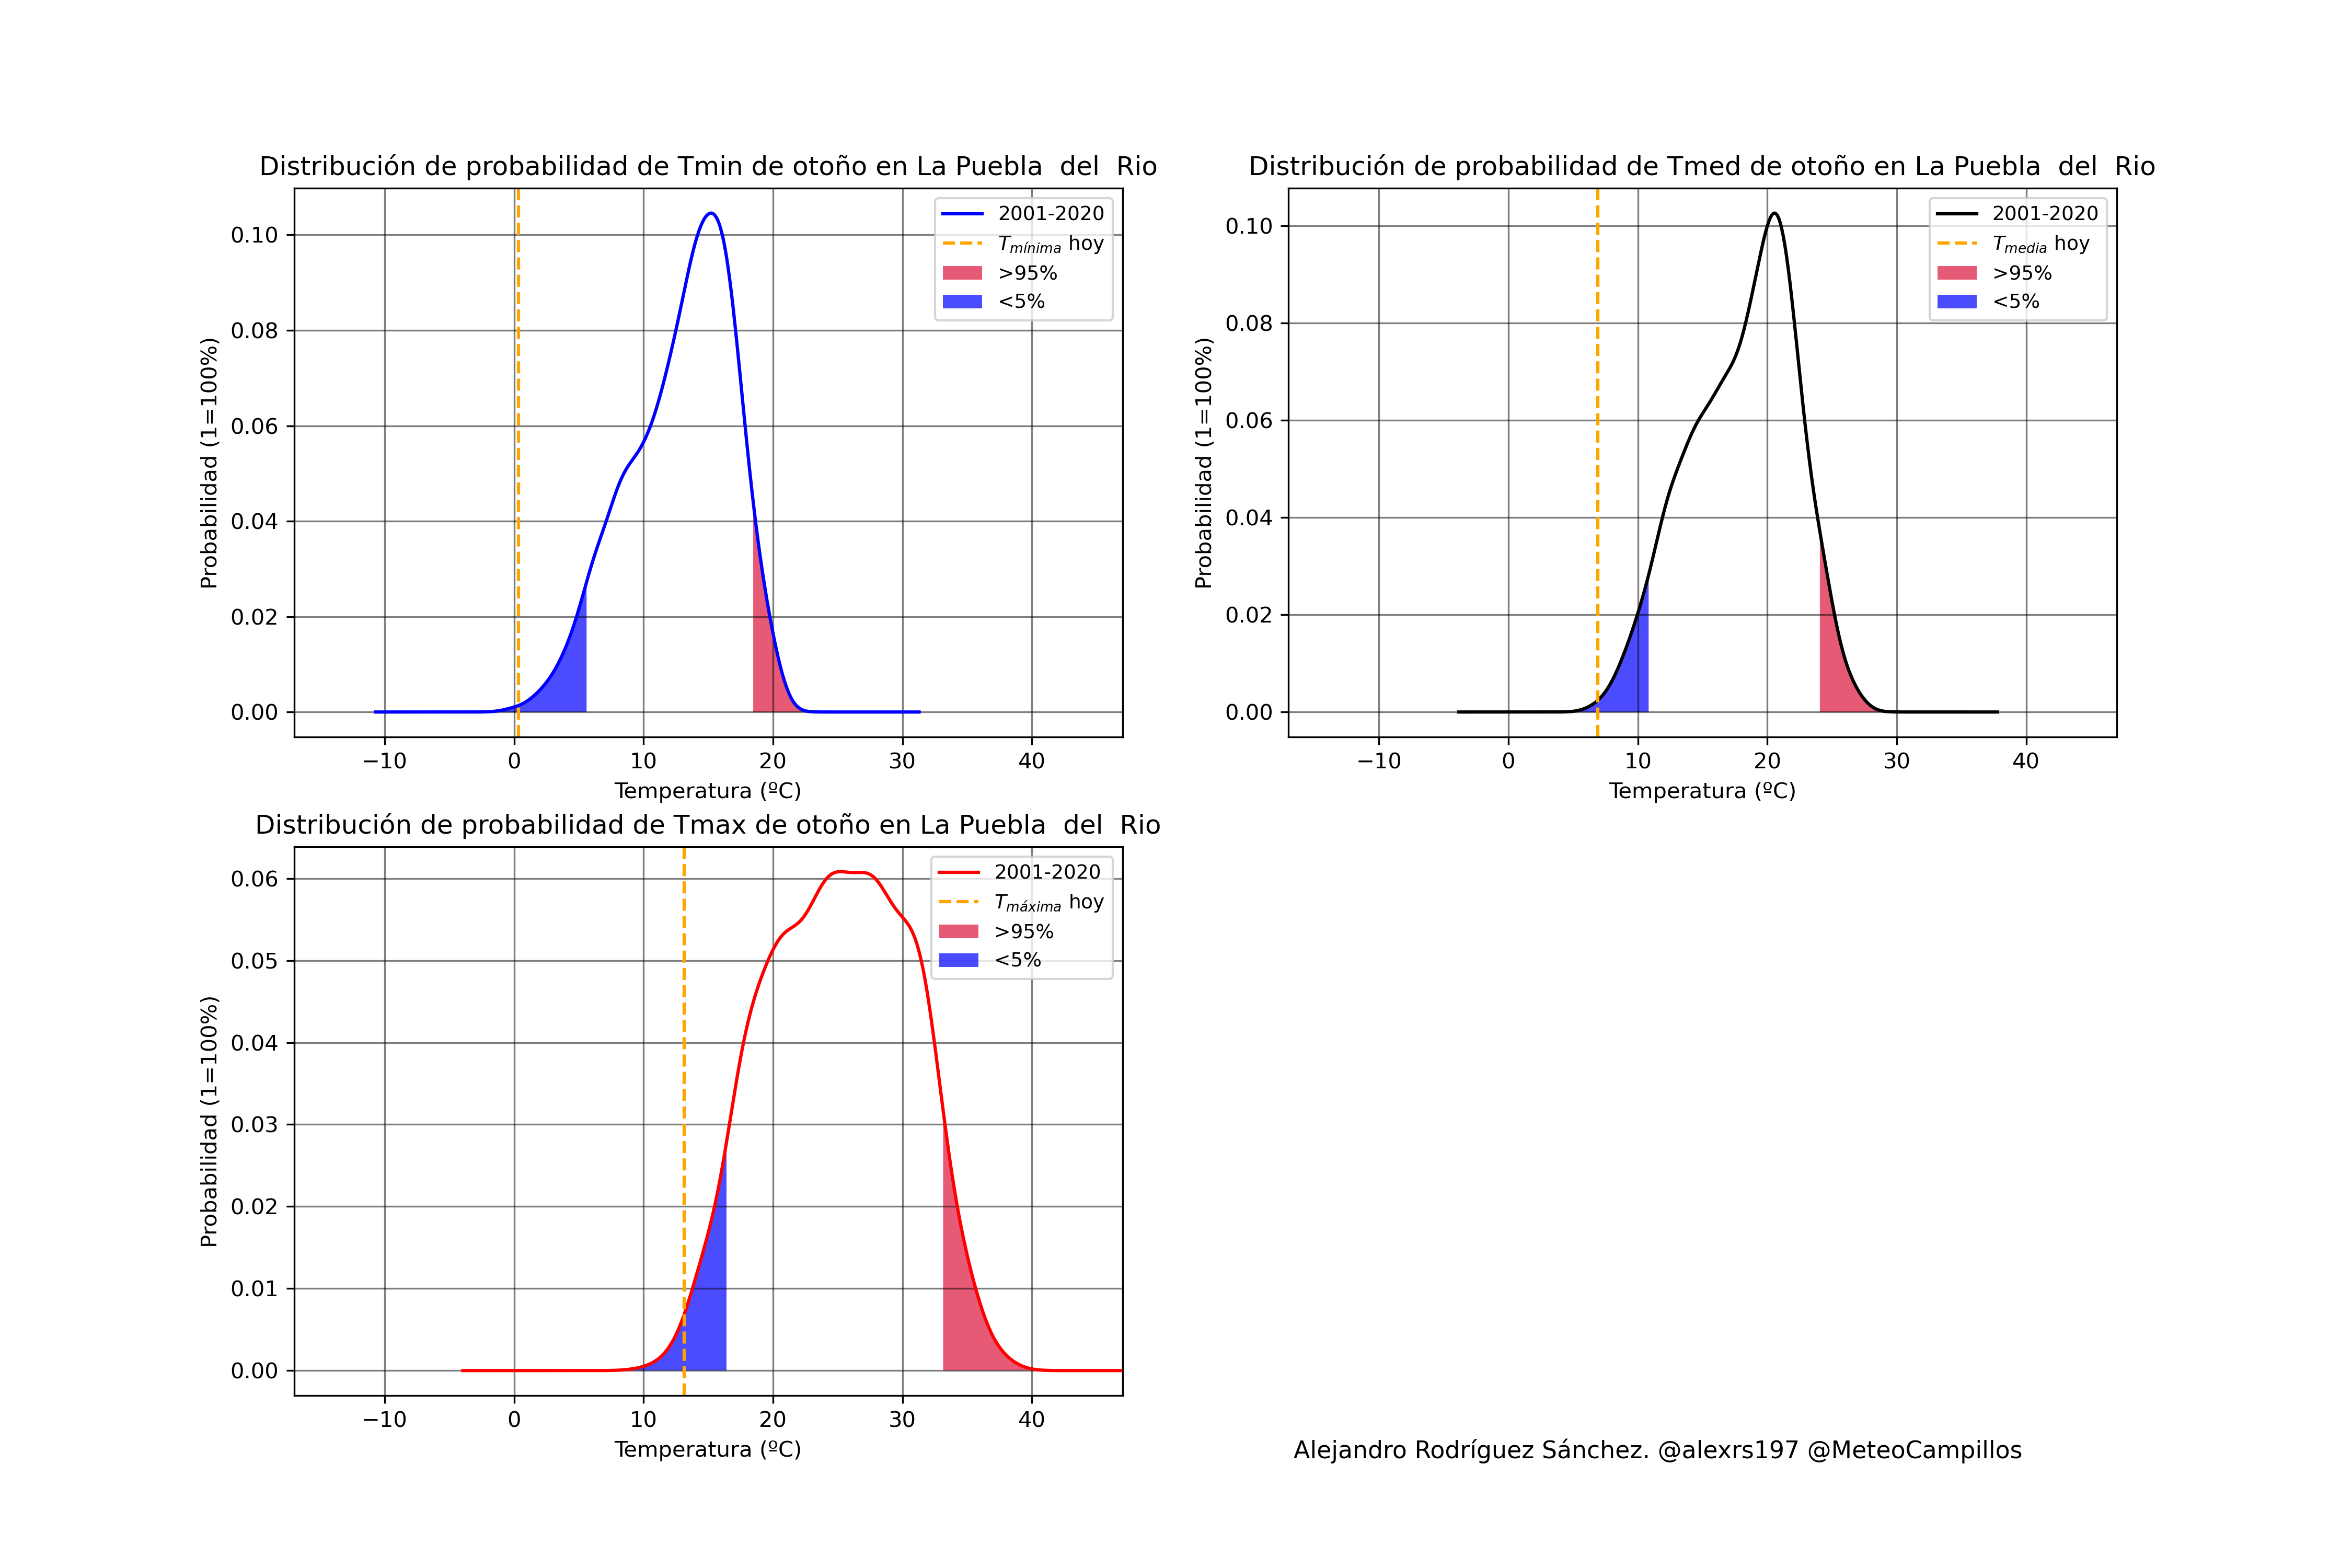 Distribución de probabilidad de Tmin de otoño en La Puebla  del  Rio
Probabilidad (1=100%)
0.10
0.08
0.06
0.04
0.02
0.00
−10 0 10 20 30 40
Temperatura (ºC)
2001-2020
Tmínima hoy
>95%
<5%
Distribución de probabilidad de Tmed de otoño en La Puebla  del  Rio
Probabilidad (1=100%)
0.10
0.08
0.06
0.04
0.02
0.00
−10 0 10 20 30 40
Temperatura (ºC)
2001-2020
Tmedia hoy
>95%
<5%
Distribución de probabilidad de Tmax de otoño en La Puebla  del  Rio
Probabilidad (1=100%)
0.06
0.05
0.04
0.03
0.02
0.01
0.00
−10 0 10 20 30 40
Temperatura (ºC)
2001-2020
Tmáxima hoy
>95%
<5%
Alejandro Rodríguez Sánchez. @alexrs197 @MeteoCampillos